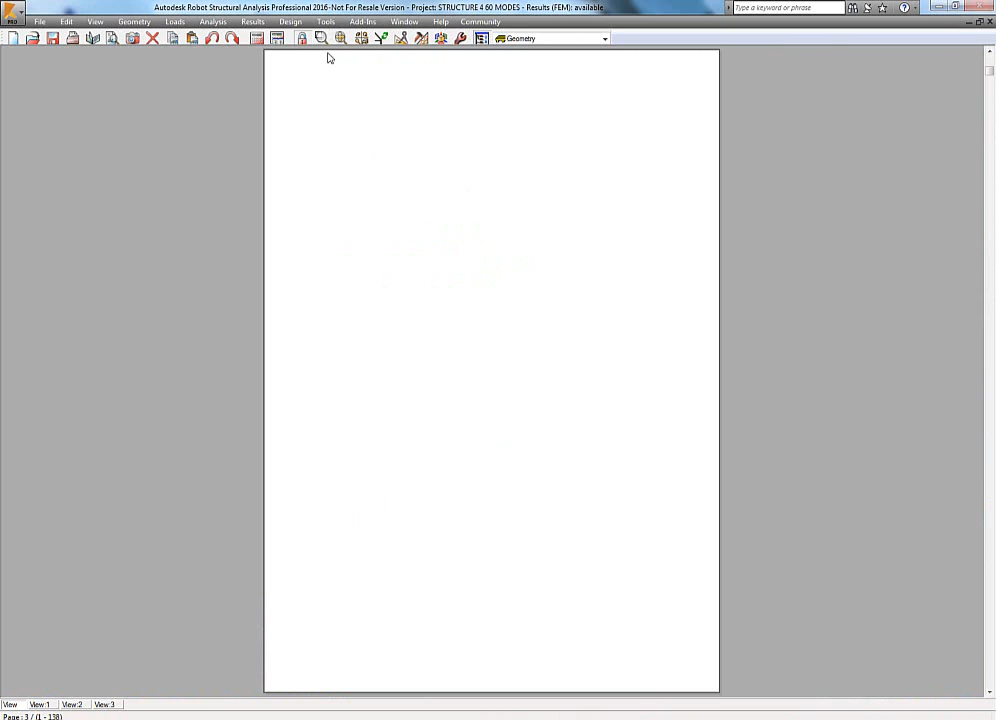 Autodesk Robot Structural Analysis Professional 2016-Not For Resale Version - Project: STRUCTURE 4 60 MODES - Results (FEM): available
Type a keyword or phrase
PRO
File Edit View Geometry Loads Analysis Results Design Tools Add-Ins Window Help Community
Geometry
View View:1 View:2 View:3
Page : 3 / (1 - 138)